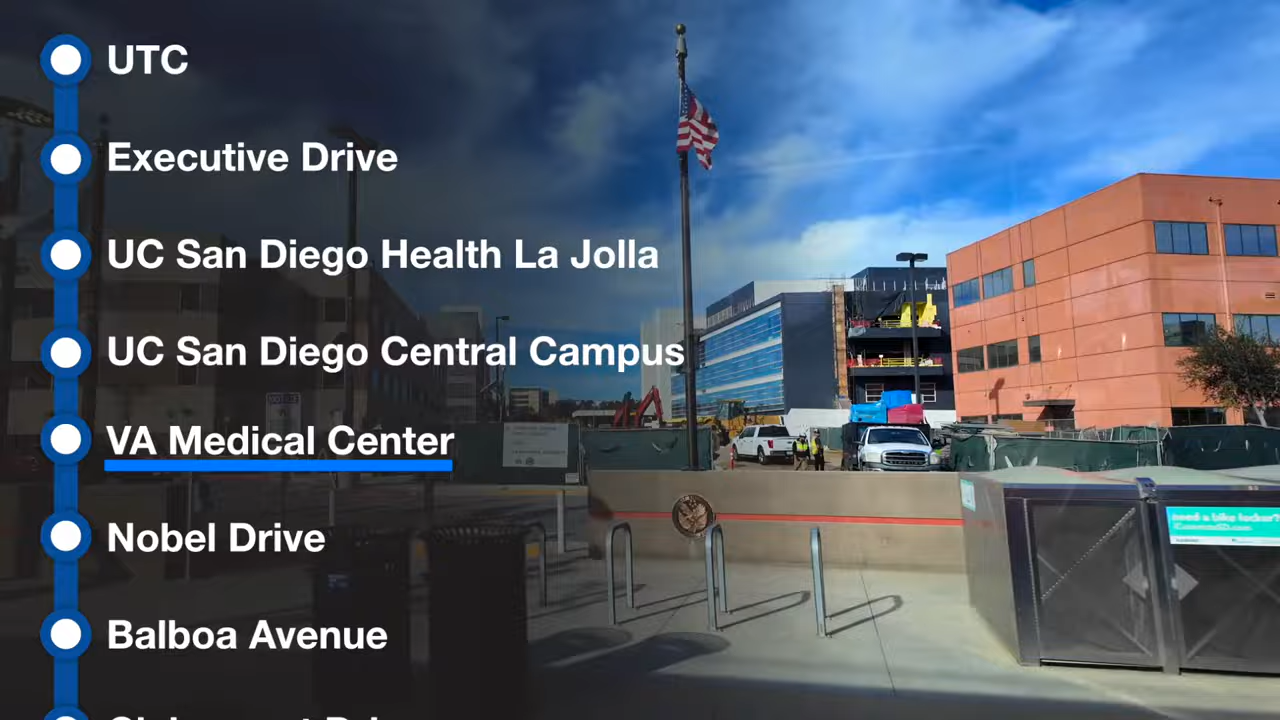 UTC
Executive Drive
UC San Diego Health La Jolla
UC San Diego Central Campus
VA Medical Center
Nobel Drive
Balboa Avenue
need a bike locker?